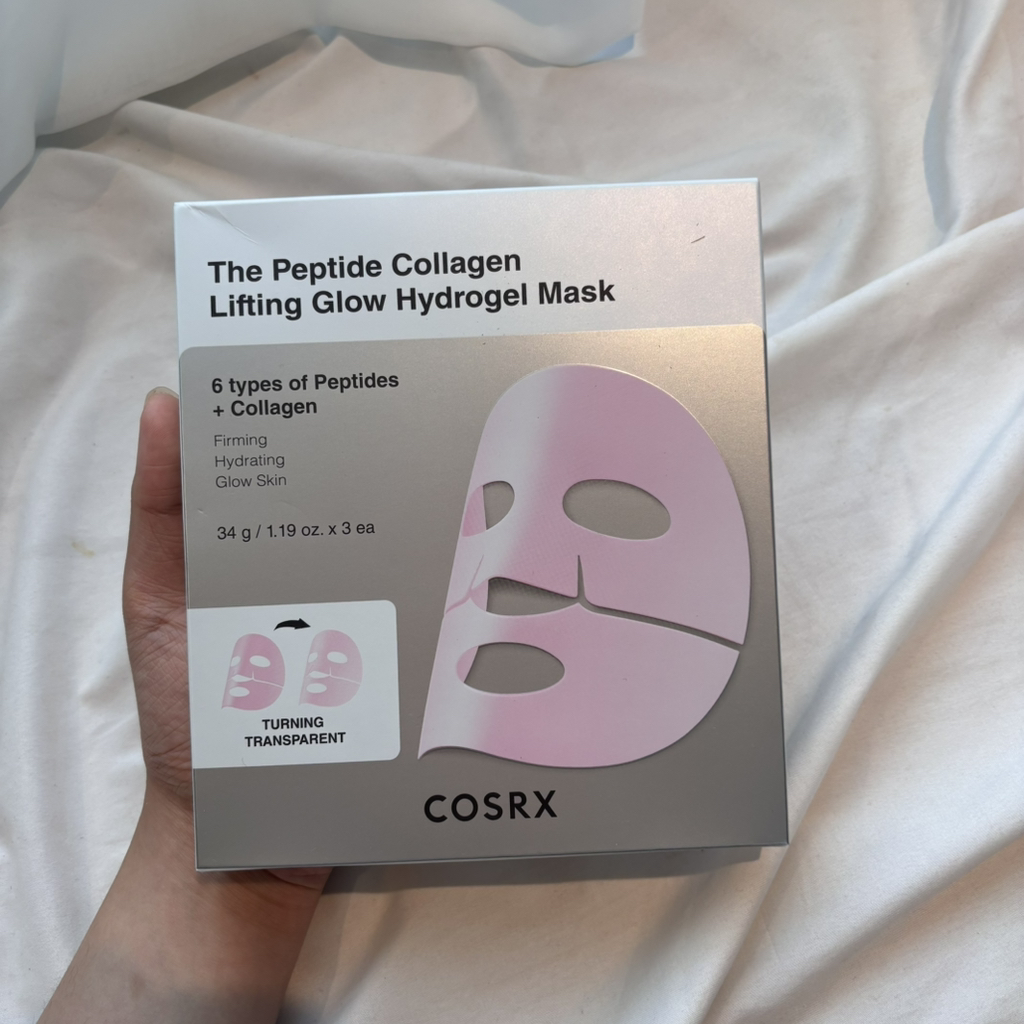 The Peptide Collagen
Lifting Glow Hydrogel Mask
6 types of Peptides
+ Collagen
Firming
Hydrating
Glow Skin
34 g / 1.19 oz. x 3 ea
TURNING
TRANSPARENT
COSRX